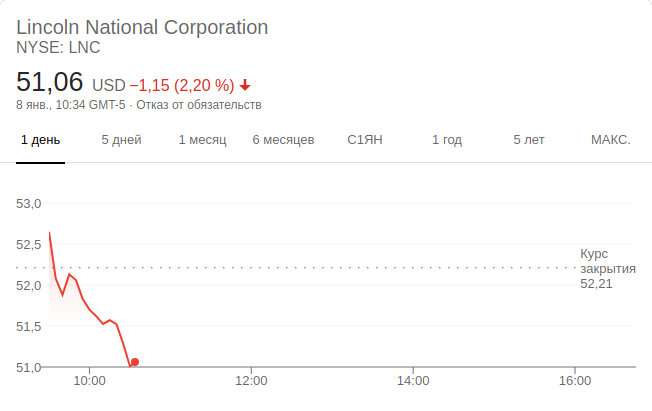 Lincoln National Corporation
NYSE: LNC
51,06 USD −1,15 (2,20 %)
8 янв., 10:34 GMT-5 · Отказ от обязательств
1 день 5 дней 1 месяц 6 месяцев С1ЯН 1 год 5 лет МАКС.
53,0
52,5
Курс
закрытия
52,21
52,0
51,5
51,0
10:00 12:00 14:00 16:00